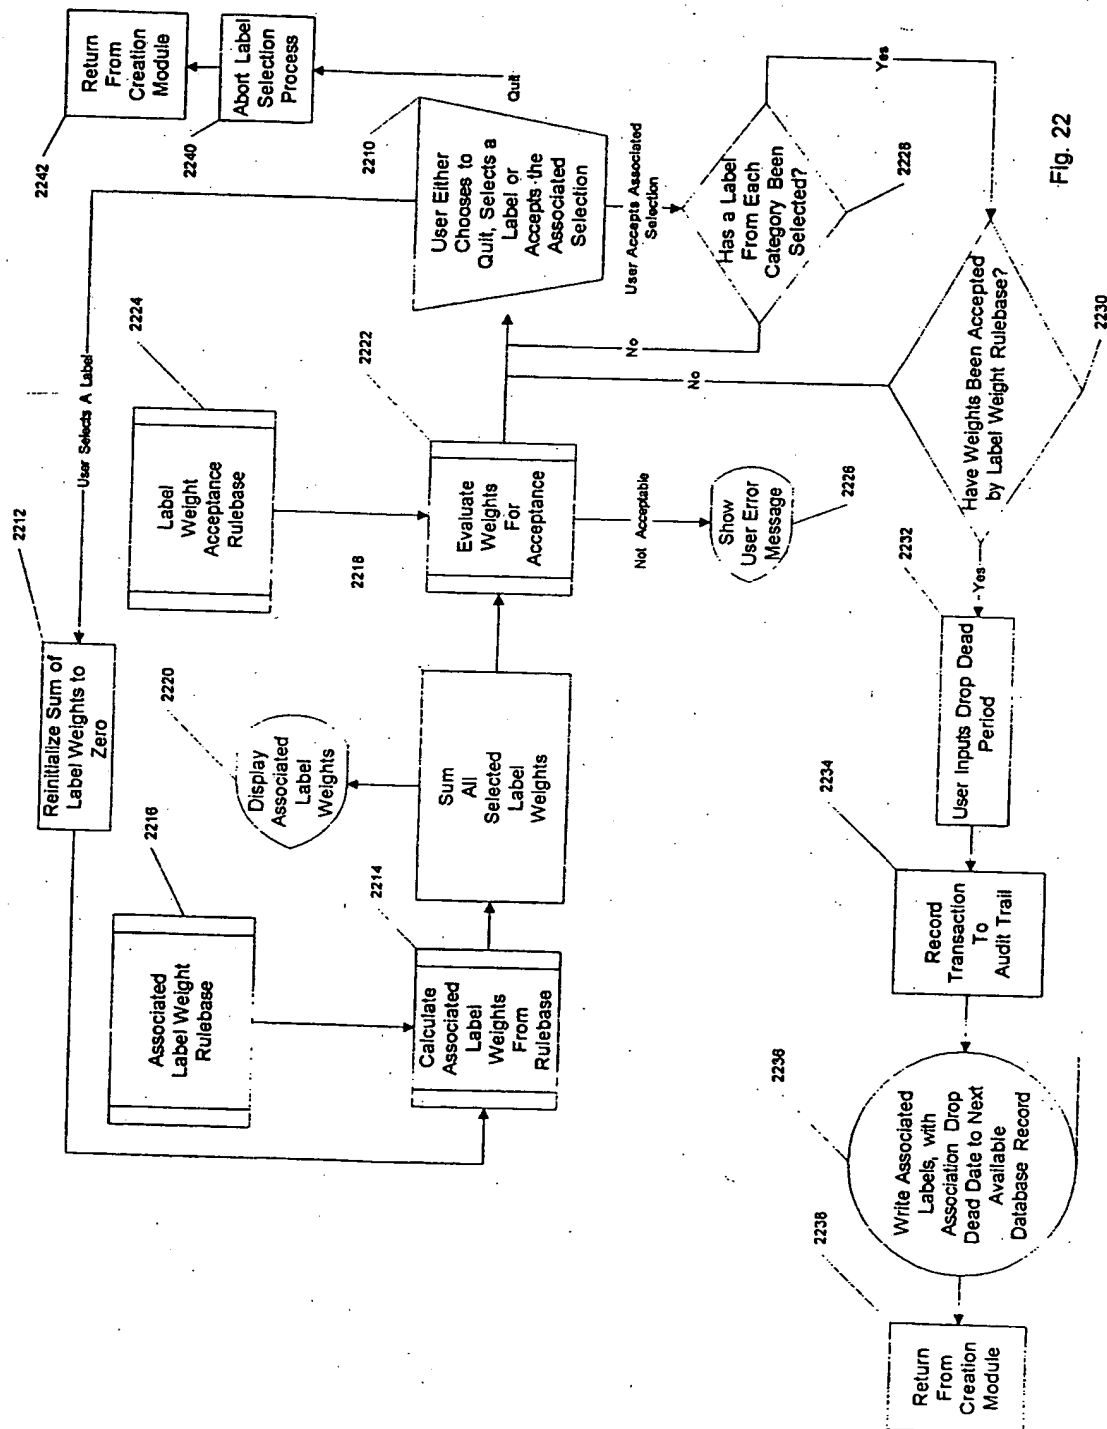 2242
Return
From
Creation
Module
2240
Abort Label
Selection
Process
Quit
2210
User Either
Chooses to
Quit, Selects a
Label or
Accepts the
Associated
Selection
User Selects A Label
User Accepts Associated
Selection
2212
Reinitialize Sum of
Label Weights to
Zero
2216
Associated
Label Weight
Rulebase
2214
Calculate
Associated
Label
Weights
From
Rulebase
2220
Display
Associated
Label
Weights
Sum
All
Selected
Label
Weights
2218
2224
Label
Weight
Acceptance
Rulebase
2222
Evaluate
Weights
For
Acceptance
Not Acceptable
Show
User Error
Message
2226
Has a Label
From Each
Category Been
Selected?
2228
No
Yes
Have Weights Been Accepted
by Label Weight Rulebase?
2230
No
Yes
2232
User Inputs Drop Dead
Period
2234
Record
Transaction
To
Audit Trail
2236
Write Associated
Labels, with
Association Drop
Dead Date to Next
Available
Database Record
2238
Return
From
Creation
Module
Fig. 22